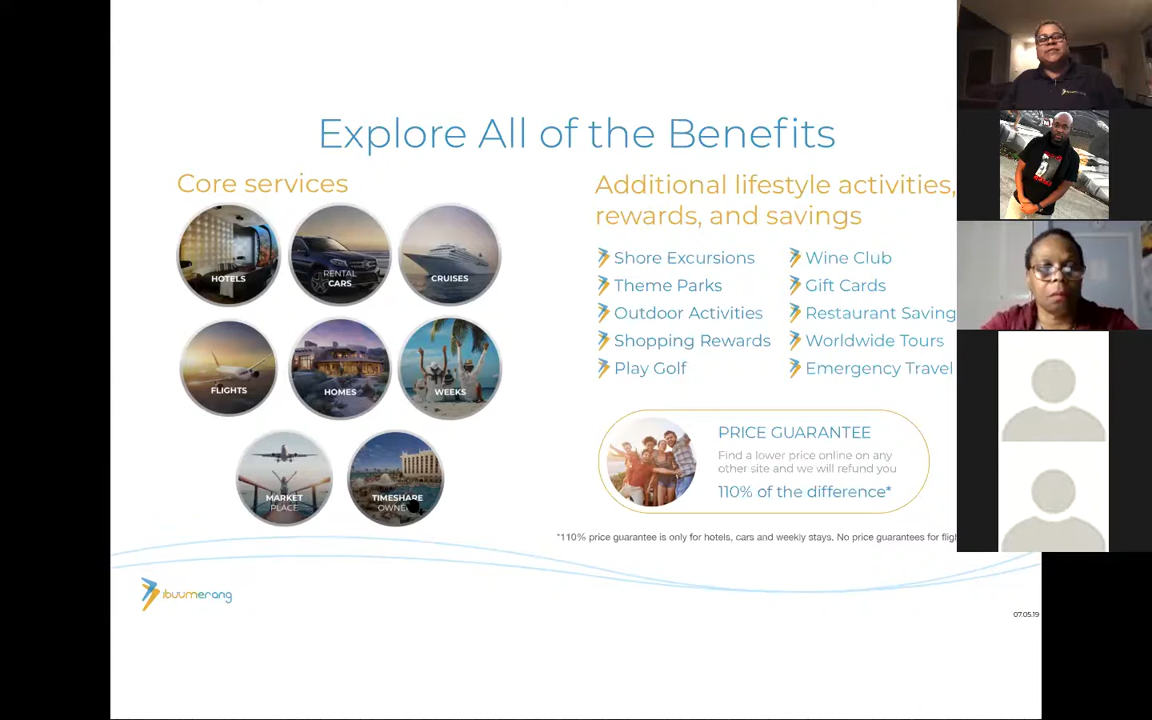 Explore All of the Benefits
Core services
HOTELS
RENTAL
CARS
CRUISES
FLIGHTS
HOMES
WEEKS
MARKET
PLACE
TIMESHARE
Additional lifestyle activities,
rewards, and savings
Shore Excursions
Theme Parks
Outdoor Activities
Shopping Rewards
Play Golf
Wine Club
Gift Cards
Restaurant Saving
Worldwide Tours
Emergency Travel
PRICE GUARANTEE
Find a lower price online on any
other site and we will refund you
110% of the difference*
*110% price guarantee is only for hotels, cars and weekly stays. No price guarantees for
ibuumerang
07.05.19